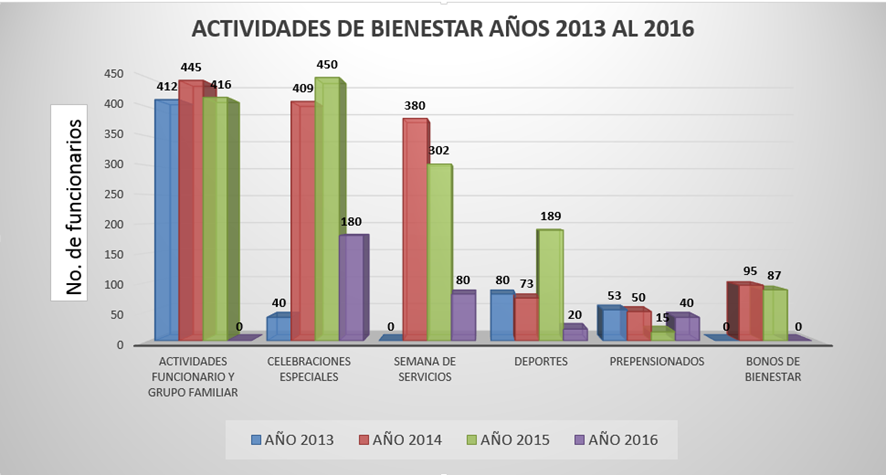 ACTIVIDADES DE BIENESTAR AÑOS 2013 AL 2016
No. de funcionarios
450
400
350
300
250
200
150
100
50
0
412
445
416
0
40
409
450
180
0
380
302
80
80
73
189
20
53
50
15
40
0
95
87
0
ACTIVIDADES
FUNCIONARIO Y
GRUPO FAMILIAR
CELEBRACIONES
ESPECIALES
SEMANA DE
SERVICIOS
DEPORTES
PREPENSIONADOS
BONOS DE
BIENESTAR
AÑO 2013 AÑO 2014 AÑO 2015 AÑO 2016